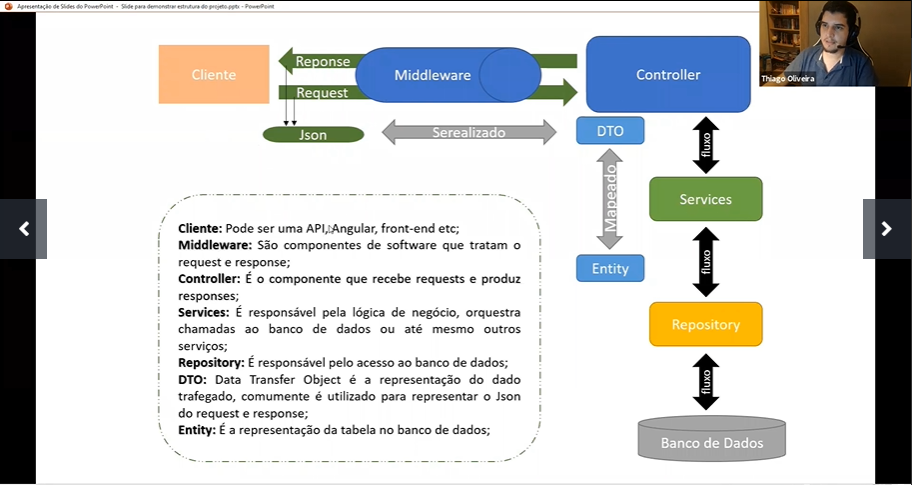 Apresentação de Slides do PowerPoint - Slide para demonstrar estrutura do projeto.pptx - PowerPoint
Cliente
Reponse
Request
Middleware
Controller
Thiago Oliveira
Json
Serealizado
DTO
fluxo
Mapeado
Services
Entity
fluxo
Repository
fluxo
Banco de Dados
Cliente: Pode ser uma API, Angular, front-end etc;
Middleware: São componentes de software que tratam o
request e response;
Controller: É o componente que recebe requests e produz
responses;
Services: É responsável pela lógica de negócio, orquestra
chamadas ao banco de dados ou até mesmo outros
serviços;
Repository: É responsável pelo acesso ao banco de dados;
DTO: Data Transfer Object é a representação do dado
trafegado, comumente é utilizado para representar o Json
do request e response;
Entity: É a representação da tabela no banco de dados;